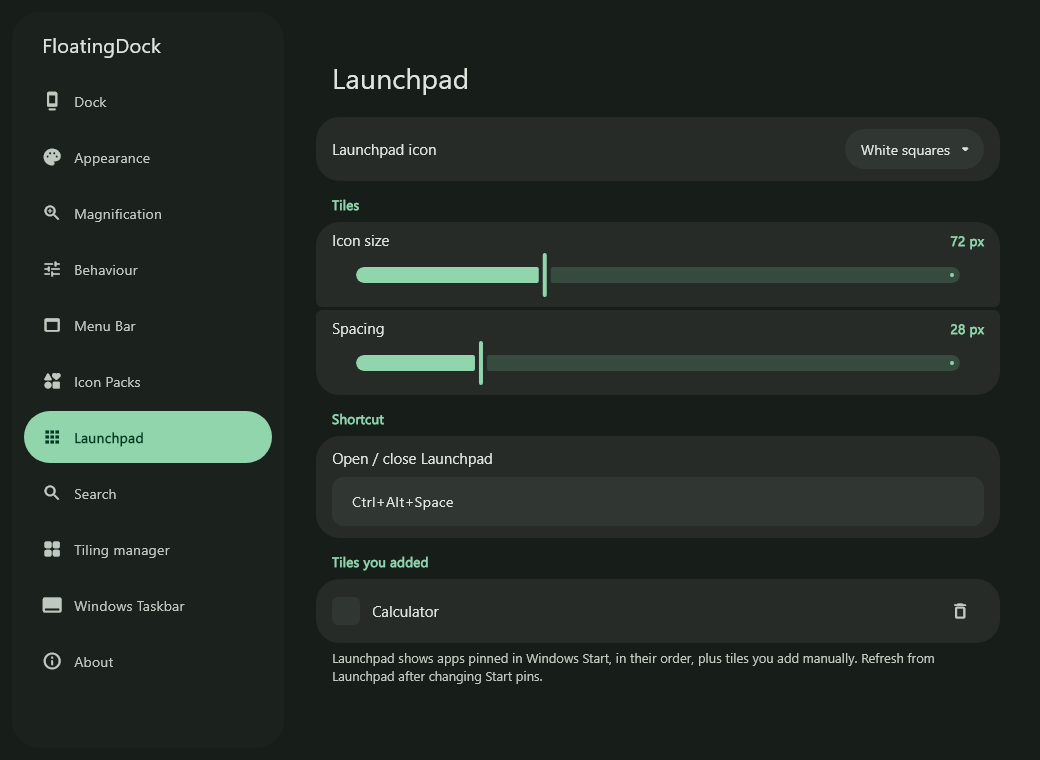 FloatingDock
Dock
Appearance
Magnification
Behaviour
Menu Bar
Icon Packs
Launchpad
Search
Tiling manager
Windows Taskbar
About
Launchpad
Launchpad icon
White squares
Tiles
Icon size
72 px
Spacing
28 px
Shortcut
Open / close Launchpad
Ctrl+Alt+Space
Tiles you added
Calculator
Launchpad shows apps pinned in Windows Start, in their order, plus tiles you add manually. Refresh from
Launchpad after changing Start pins.